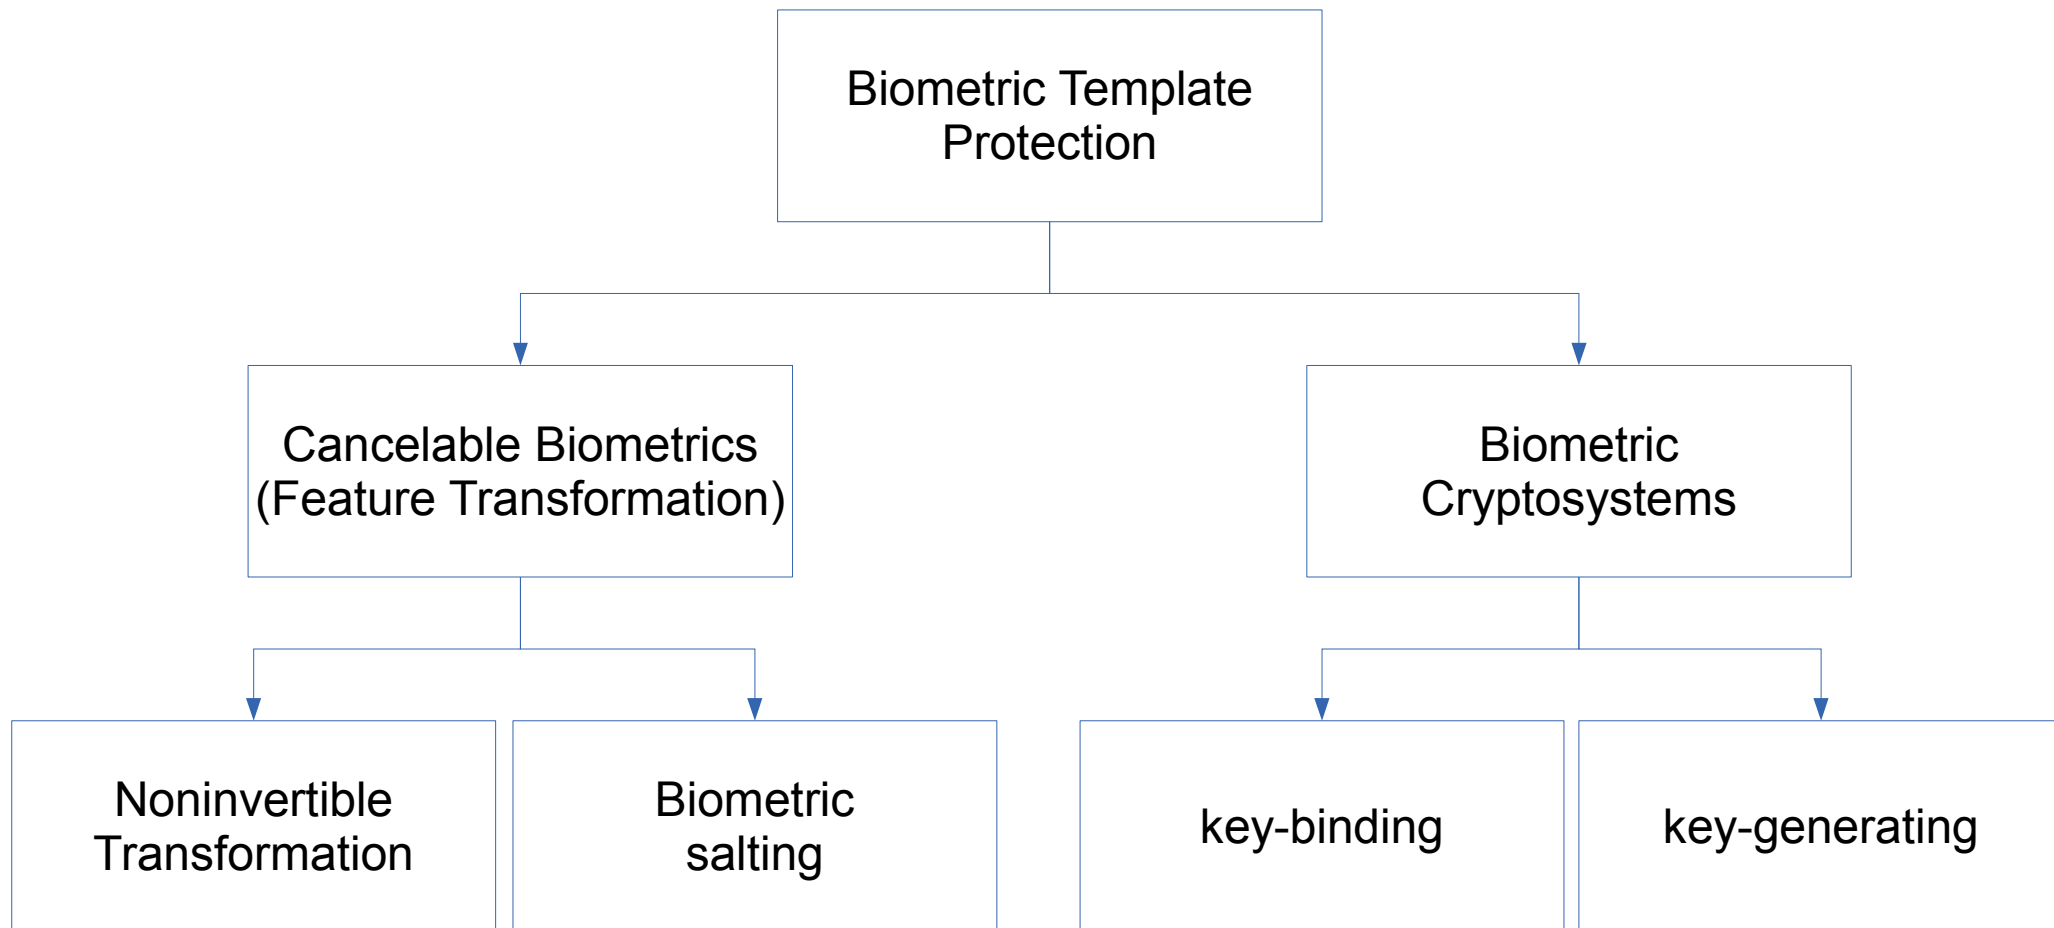 Biometric Template
Protection
Cancelable Biometrics
(Feature Transformation)
Biometric
Cryptosystems
Noninvertible
Transformation
Biometric
salting
key-binding
key-generating